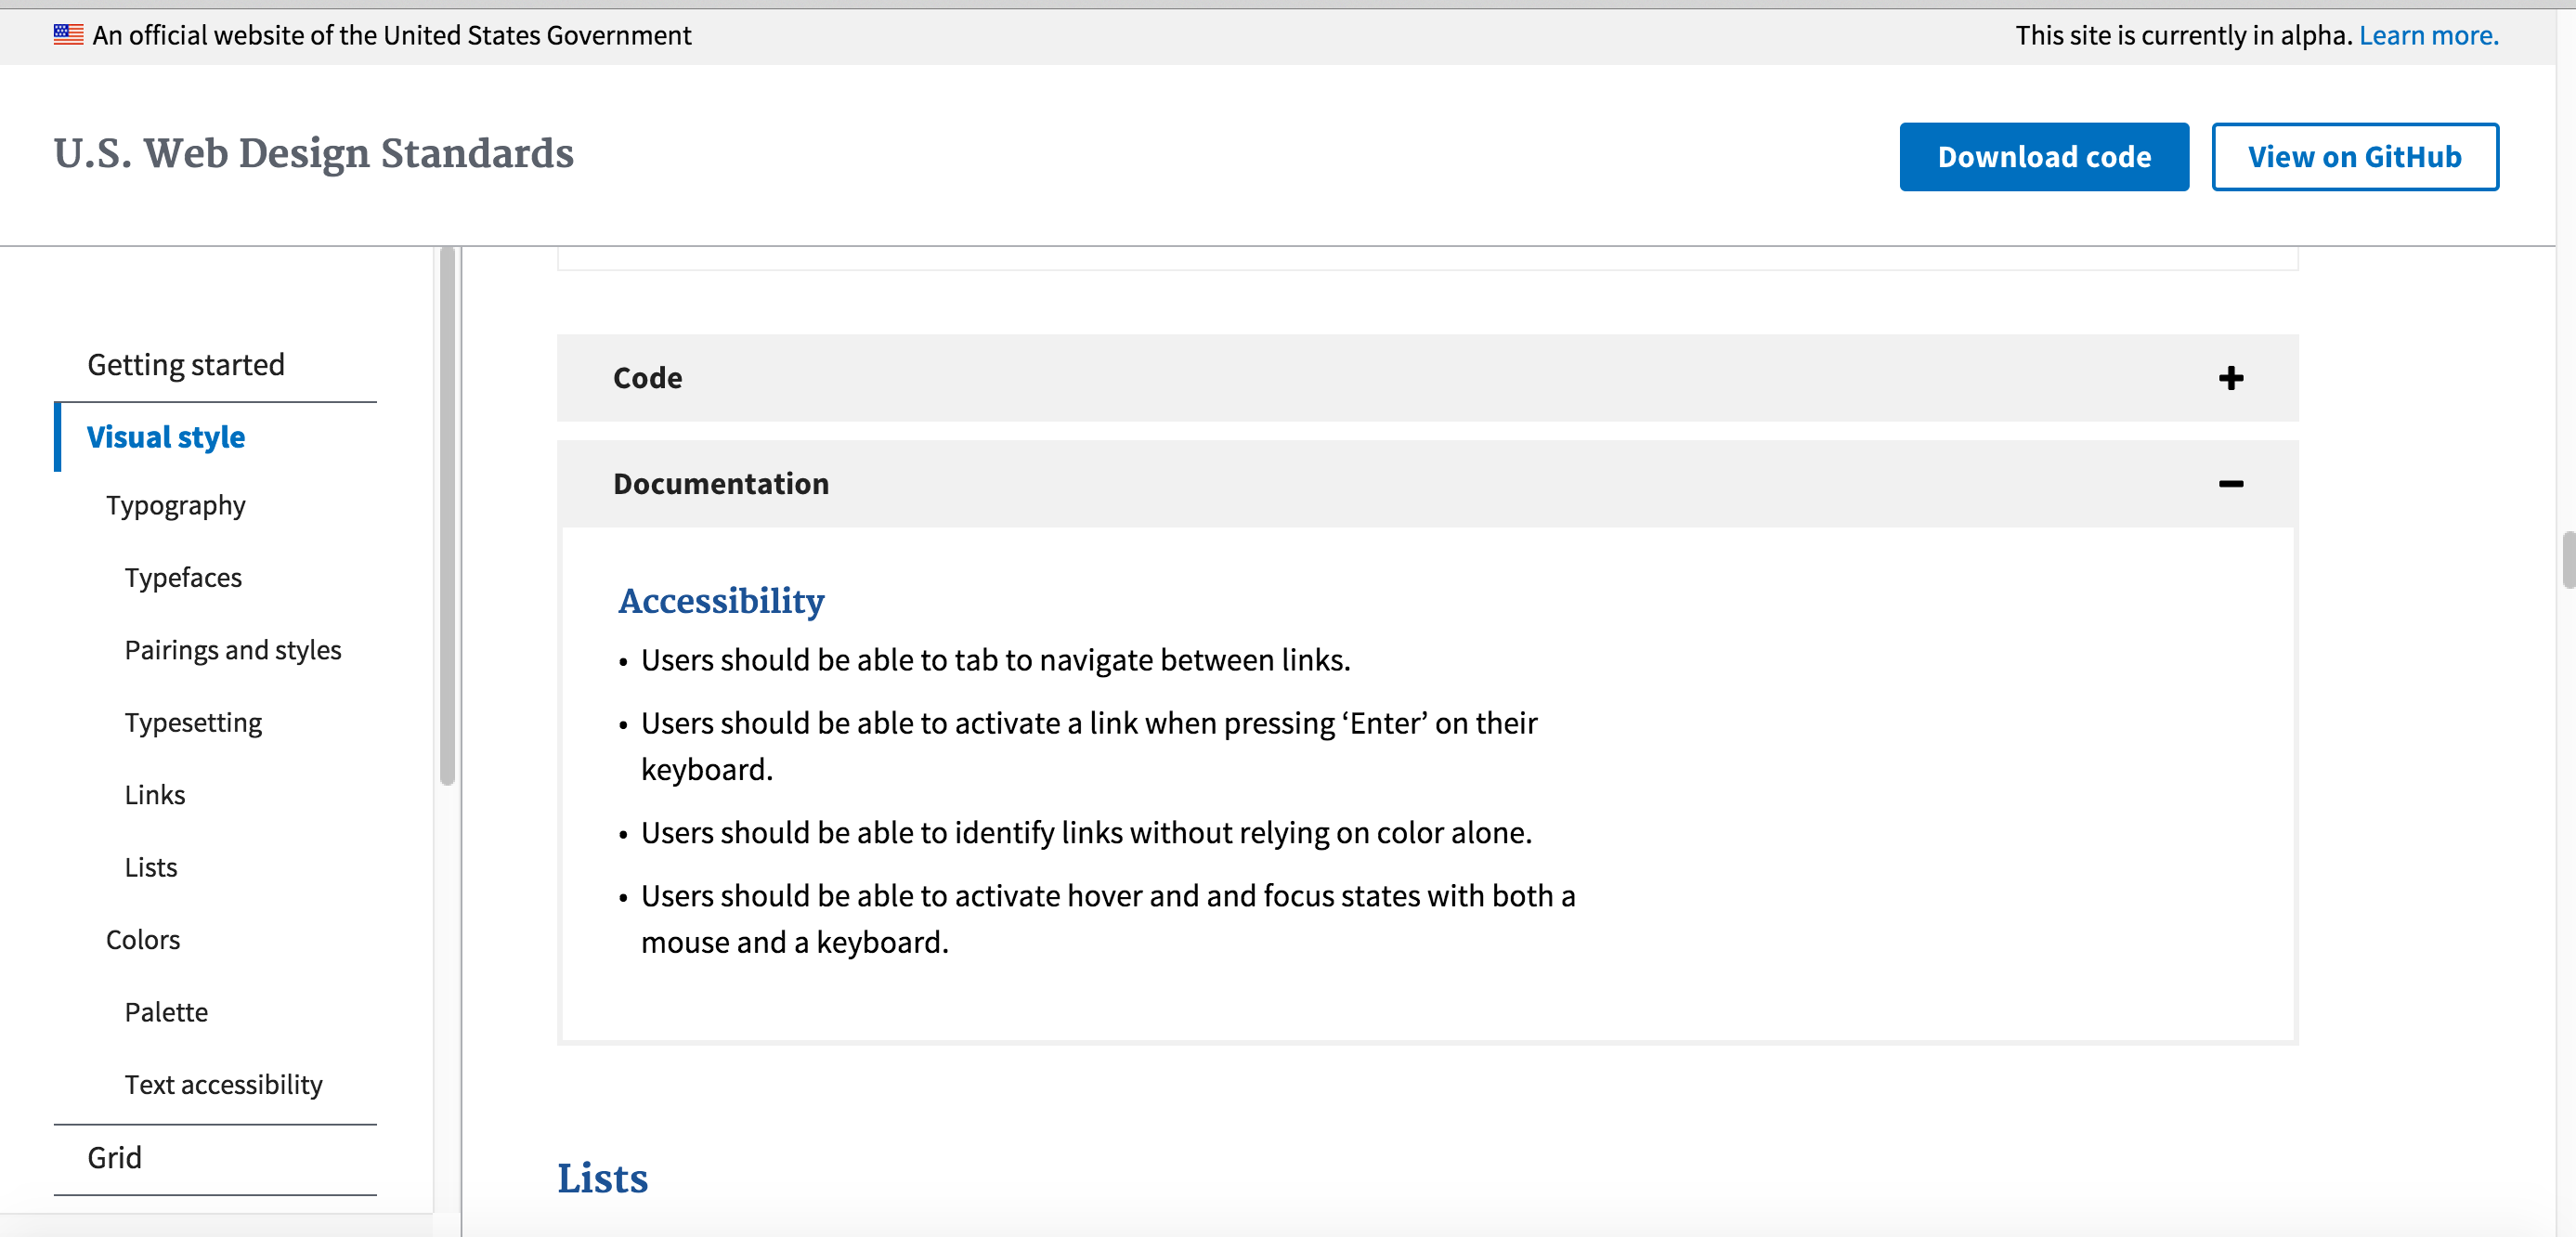 An official website of the United States Government
This site is currently in alpha. Learn more.
U.S. Web Design Standards
Download code
View on GitHub
Getting started
Visual style
Typography
Typefaces
Pairings and styles
Typesetting
Links
Lists
Colors
Palette
Text accessibility
Grid
Code
Documentation
Accessibility
• Users should be able to tab to navigate between links.
• Users should be able to activate a link when pressing ‘Enter’ on their
keyboard.
• Users should be able to identify links without relying on color alone.
• Users should be able to activate hover and and focus states with both a
mouse and a keyboard.
Lists